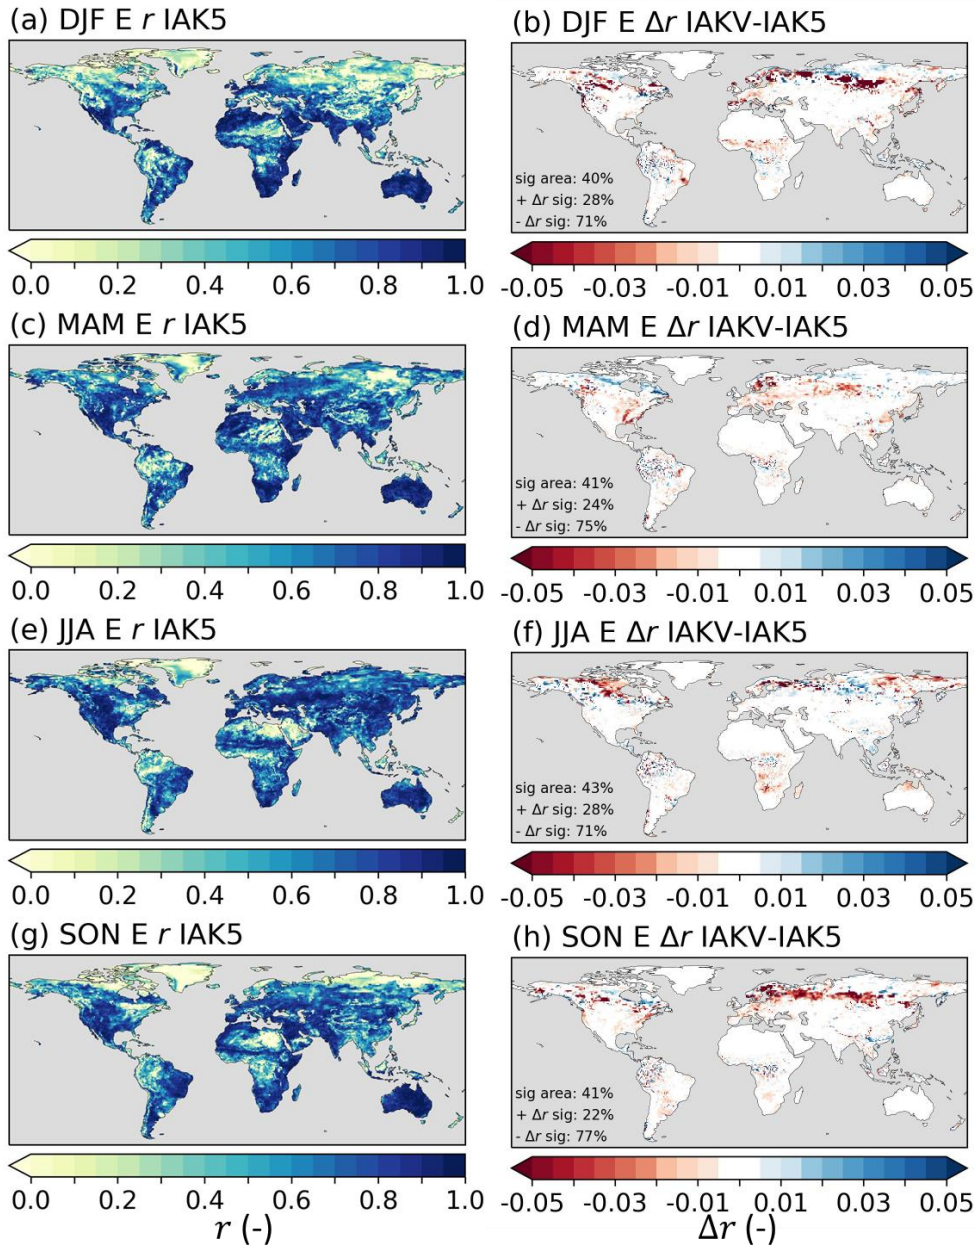 (a) DJF E r IAK5
(b) DJF E Δr IAKV-IAK5
sig area: 40%
+ Δr sig: 28%
- Δr sig: 71%
0.0 0.2 0.4 0.6 0.8 1.0
-0.05 -0.03 -0.01 0.01 0.03 0.05
(c) MAM E r IAK5
(d) MAM E Δr IAKV-IAK5
sig area: 41%
+ Δr sig: 24%
- Δr sig: 75%
0.0 0.2 0.4 0.6 0.8 1.0
-0.05 -0.03 -0.01 0.01 0.03 0.05
(e) JJA E r IAK5
(f) JJA E Δr IAKV-IAK5
sig area: 43%
+ Δr sig: 28%
- Δr sig: 71%
0.0 0.2 0.4 0.6 0.8 1.0
-0.05 -0.03 -0.01 0.01 0.03 0.05
(g) SON E r IAK5
(h) SON E Δr IAKV-IAK5
sig area: 41%
+ Δr sig: 22%
- Δr sig: 77%
0.0 0.2 0.4 0.6 0.8 1.0
-0.05 -0.03 -0.01 0.01 0.03 0.05
r (-)
Δr (-)